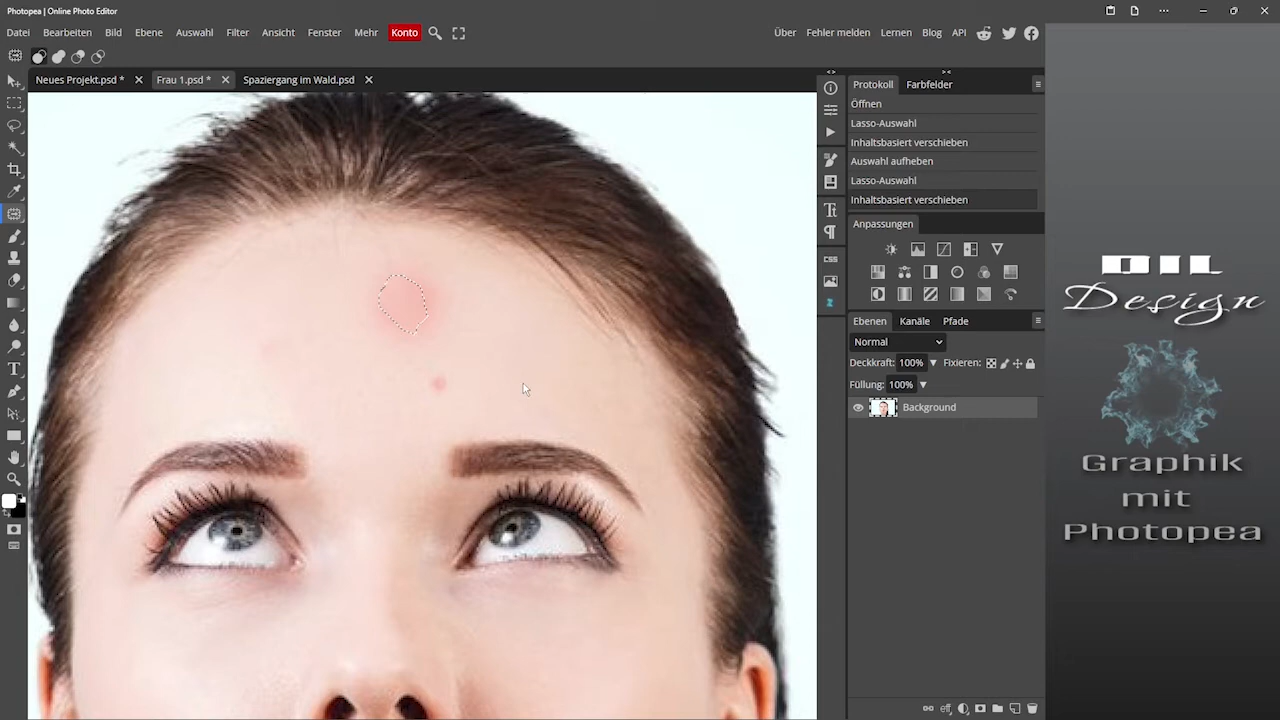 Photopea | Online Photo Editor
Datei Bearbeiten Bild Ebene Auswahl Filter Ansicht Fenster Mehr Konto Über Fehler melden Lernen Blog API
Neues Projekt.psd * Frau 1.psd * Spaziergang im Wald.psd
Protokoll Farbfelder
Öffnen
Lasso-Auswahl
Inhaltsbasiert verschieben
Auswahl aufheben
Lasso-Auswahl
Inhaltsbasiert verschieben
Anpassungen
CSS
Ebenen Kanäle Pfade
Normal
Deckkraft: 100% Fixieren:
Füllung: 100%
Background
eff
Design
Graphik
mit
Photopea